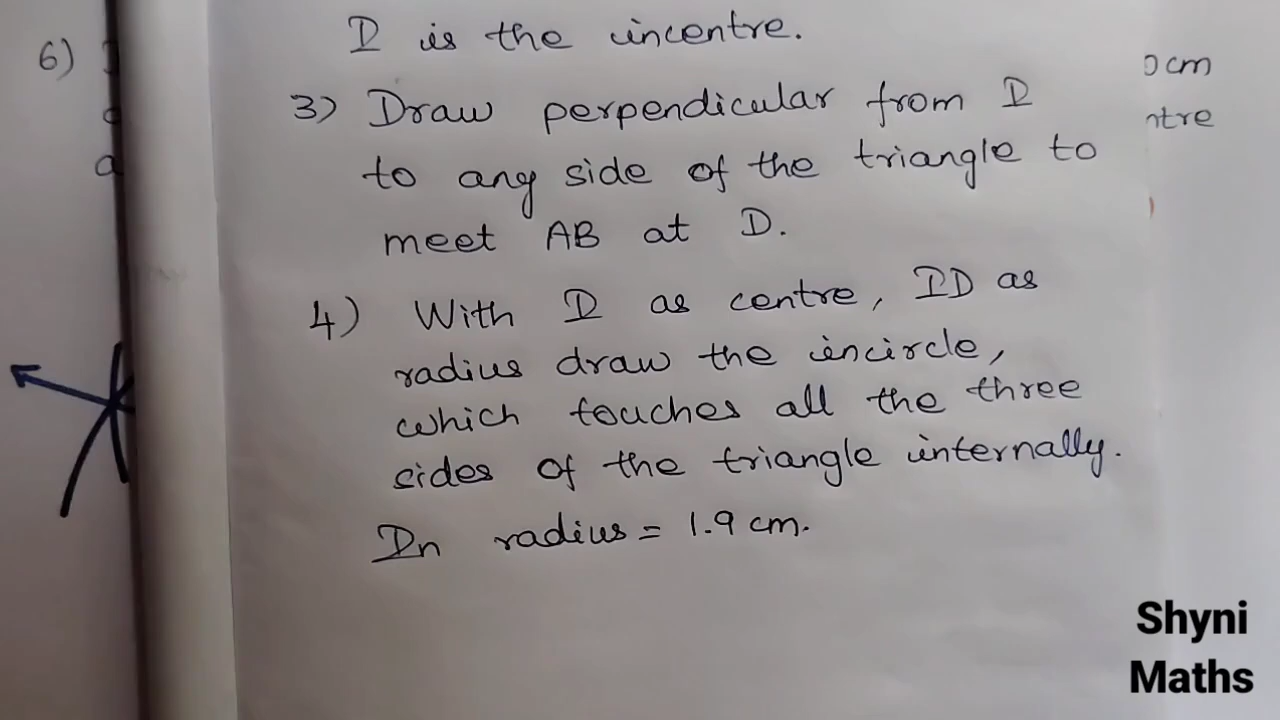 6)
I is the incentre.
3) Draw perpendicular from I
to any side of the triangle to
meet AB at D.
4) With I as centre, ID as
radius draw the incircle,
which touches all the three
sides of the triangle internally.
In radius = 1.9 cm.
cm
Shyni
Maths